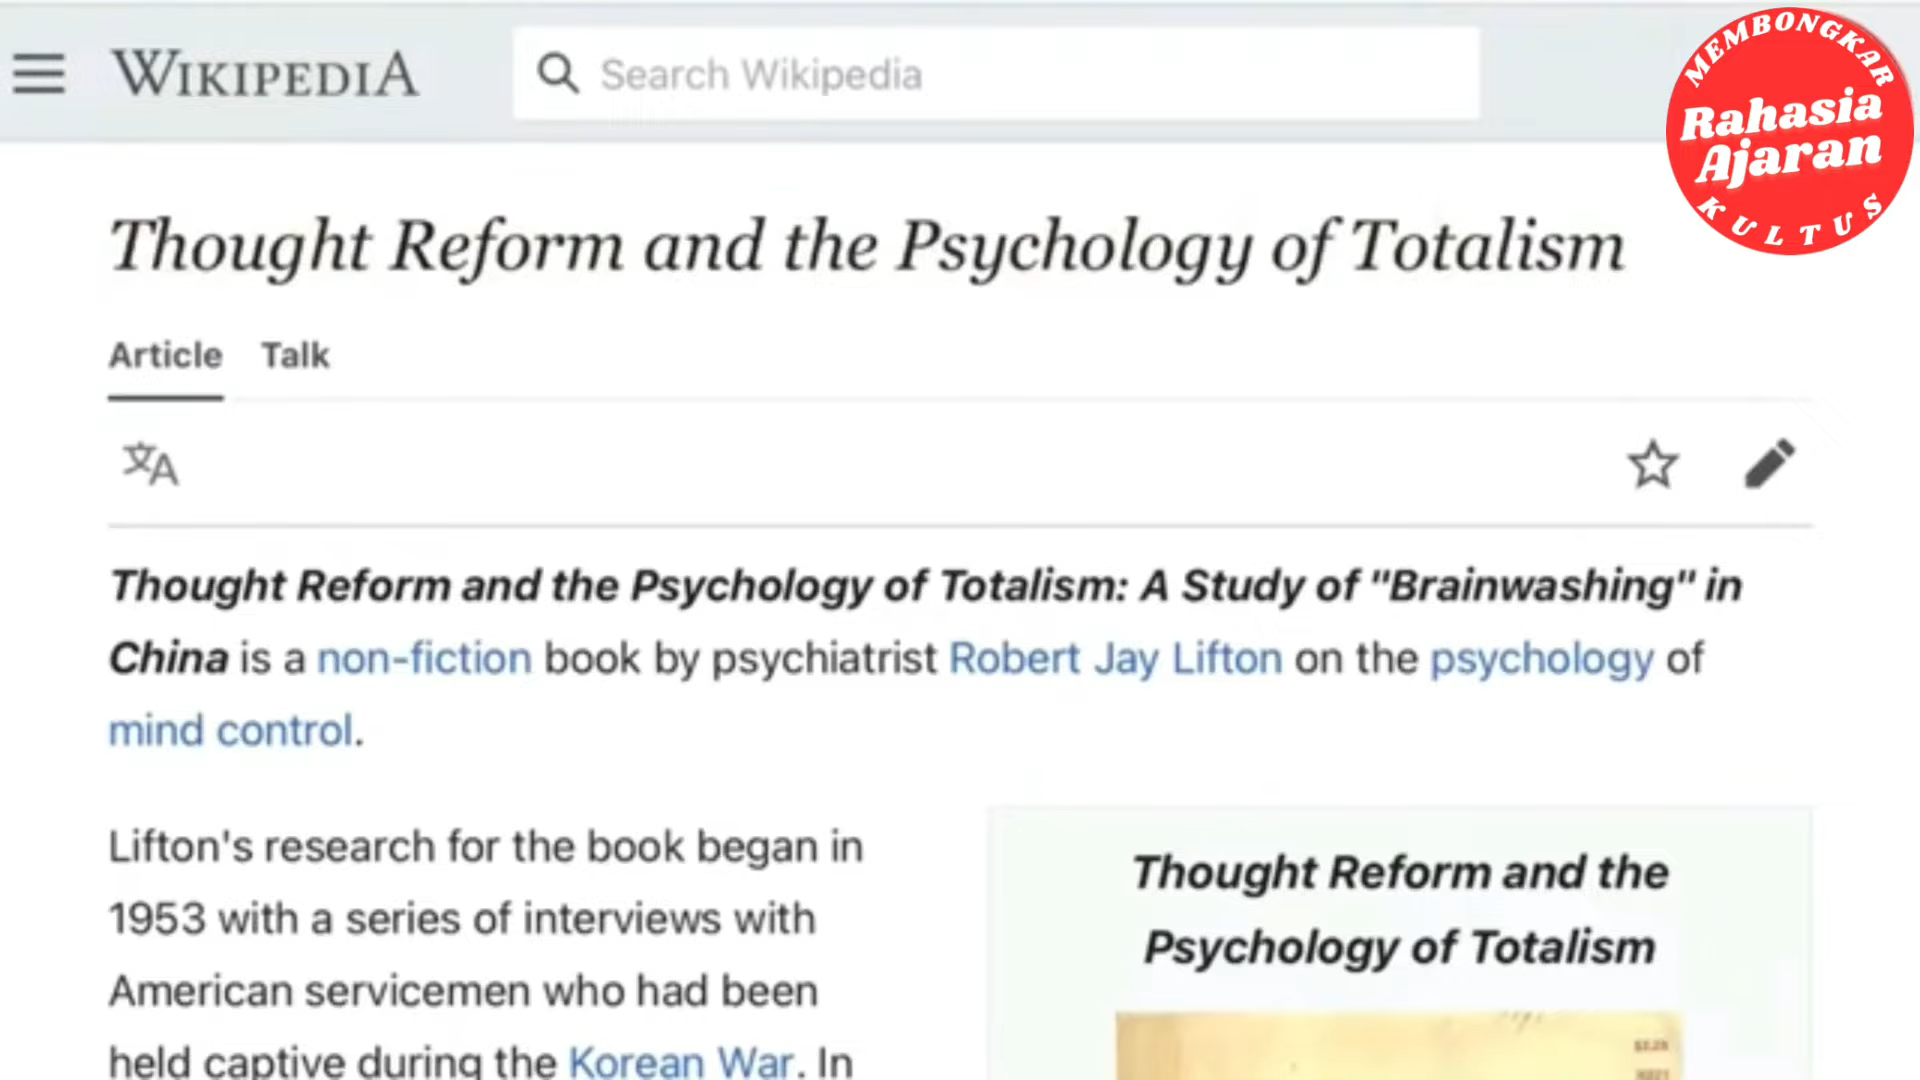 WIKIPEDIA
Search Wikipedia
MEMBONGKAR
Rahasia
Ajaran
KULTUS
Thought Reform and the Psychology of Totalism
Article Talk
文A
Thought Reform and the Psychology of Totalism: A Study of "Brainwashing" in
China is a non-fiction book by psychiatrist Robert Jay Lifton on the psychology of
mind control.
Lifton's research for the book began in
1953 with a series of interviews with
American servicemen who had been
held captive during the Korean War. In
Thought Reform and the
Psychology of Totalism